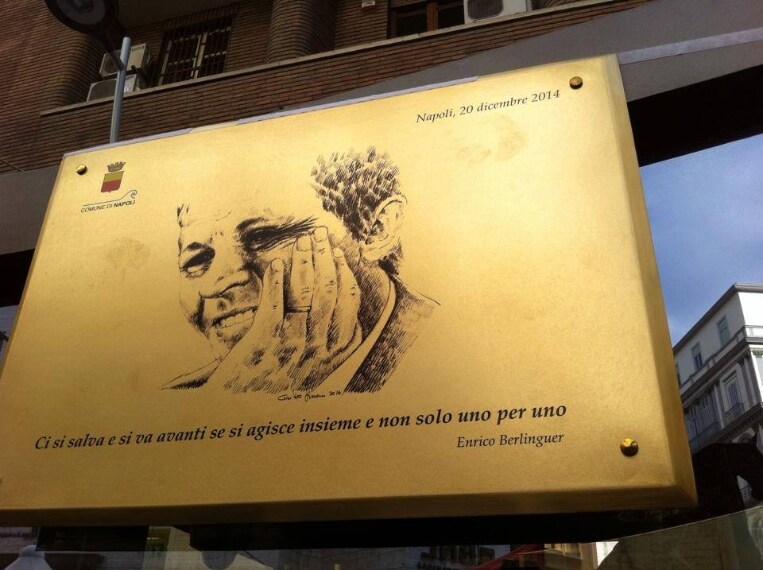 Napoli, 20 dicembre 2014
COMUNE DI NAPOLI
Ci si salva e si va avanti se si agisce insieme e non solo uno per uno
Enrico Berlinguer